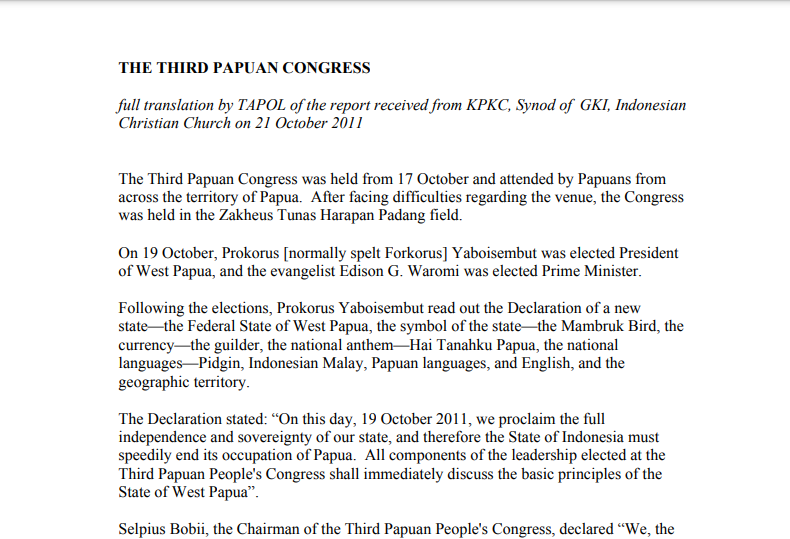 THE THIRD PAPUAN CONGRESS
full translation by TAPOL of the report received from KPKC, Synod of GKI, Indonesian
Christian Church on 21 October 2011
The Third Papuan Congress was held from 17 October and attended by Papuans from
across the territory of Papua. After facing difficulties regarding the venue, the Congress
was held in the Zakheus Tunas Harapan Padang field.
On 19 October, Prokorus [normally spelt Forkorus] Yaboisembut was elected President
of West Papua, and the evangelist Edison G. Waromi was elected Prime Minister.
Following the elections, Prokorus Yaboisembut read out the Declaration of a new
state—the Federal State of West Papua, the symbol of the state—the Mambruk Bird, the
currency—the guilder, the national anthem—Hai Tanahku Papua, the national
languages—Pidgin, Indonesian Malay, Papuan languages, and English, and the
geographic territory.
The Declaration stated: “On this day, 19 October 2011, we proclaim the full
independence and sovereignty of our state, and therefore the State of Indonesia must
speedily end its occupation of Papua. All components of the leadership elected at the
Third Papuan People's Congress shall immediately discuss the basic principles of the
State of West Papua”.
Selpius Bobii, the Chairman of the Third Papuan People's Congress, declared “We, the